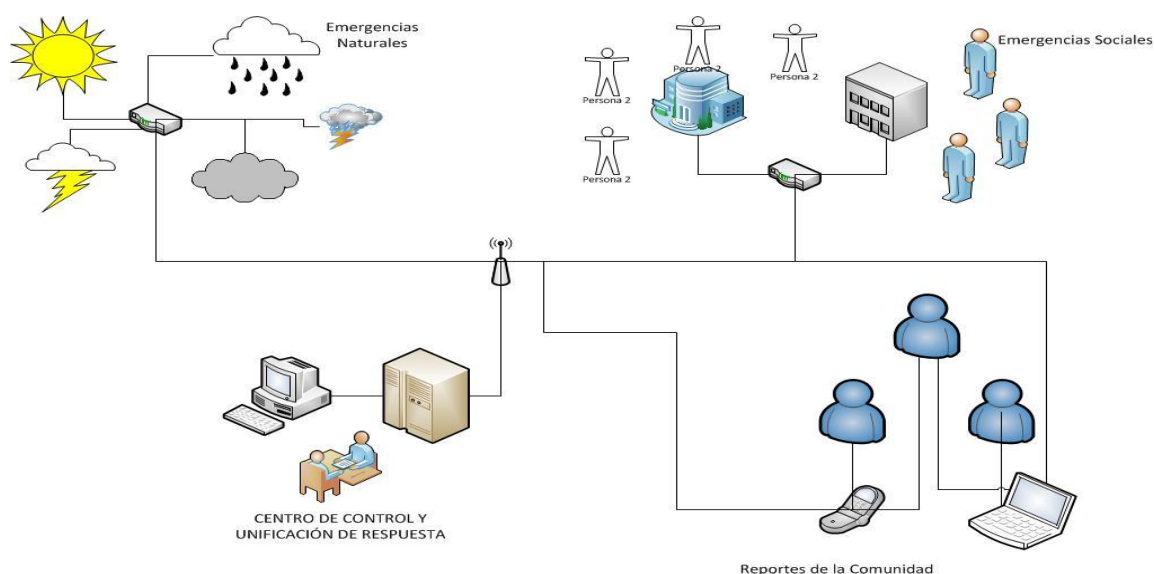 Emergencias
Naturales
Emergencias Sociales
Persona 2
Persona 2
Persona 2
Persona 2
CENTRO DE CONTROL Y
UNIFICACIÓN DE RESPUESTA
Reportes de la Comunidad